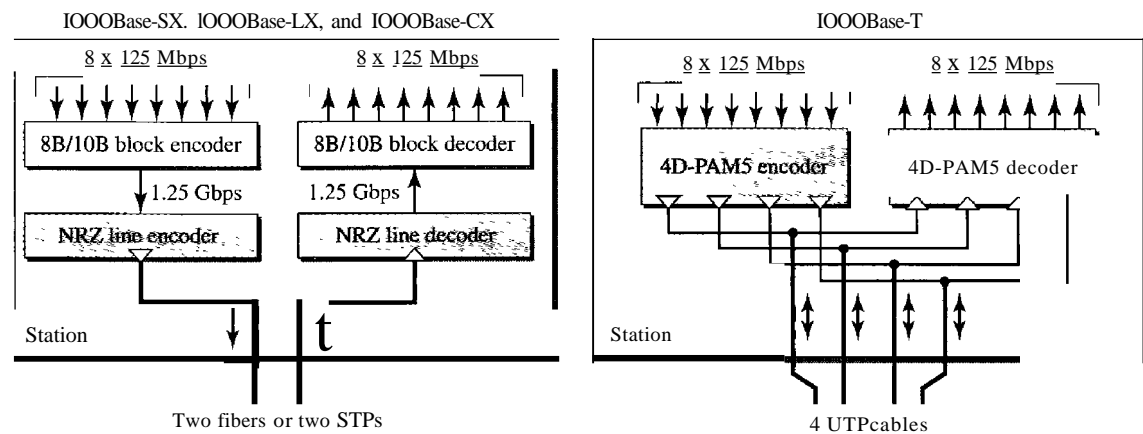 IOOOBase-SX. IOOOBase-LX, and IOOOBase-CX
8 x 125 Mbps
8 x 125 Mbps
8B/10B block encoder
8B/10B block decoder
1.25 Gbps
1.25 Gbps
NRZ line encoder
NRZ line decoder
t
Station
Two fibers or two STPs
IOOOBase-T
8 x 125 Mbps
8 x 125 Mbps
4D-PAM5 encoder
4D-PAM5 decoder
Station
4 UTPcables